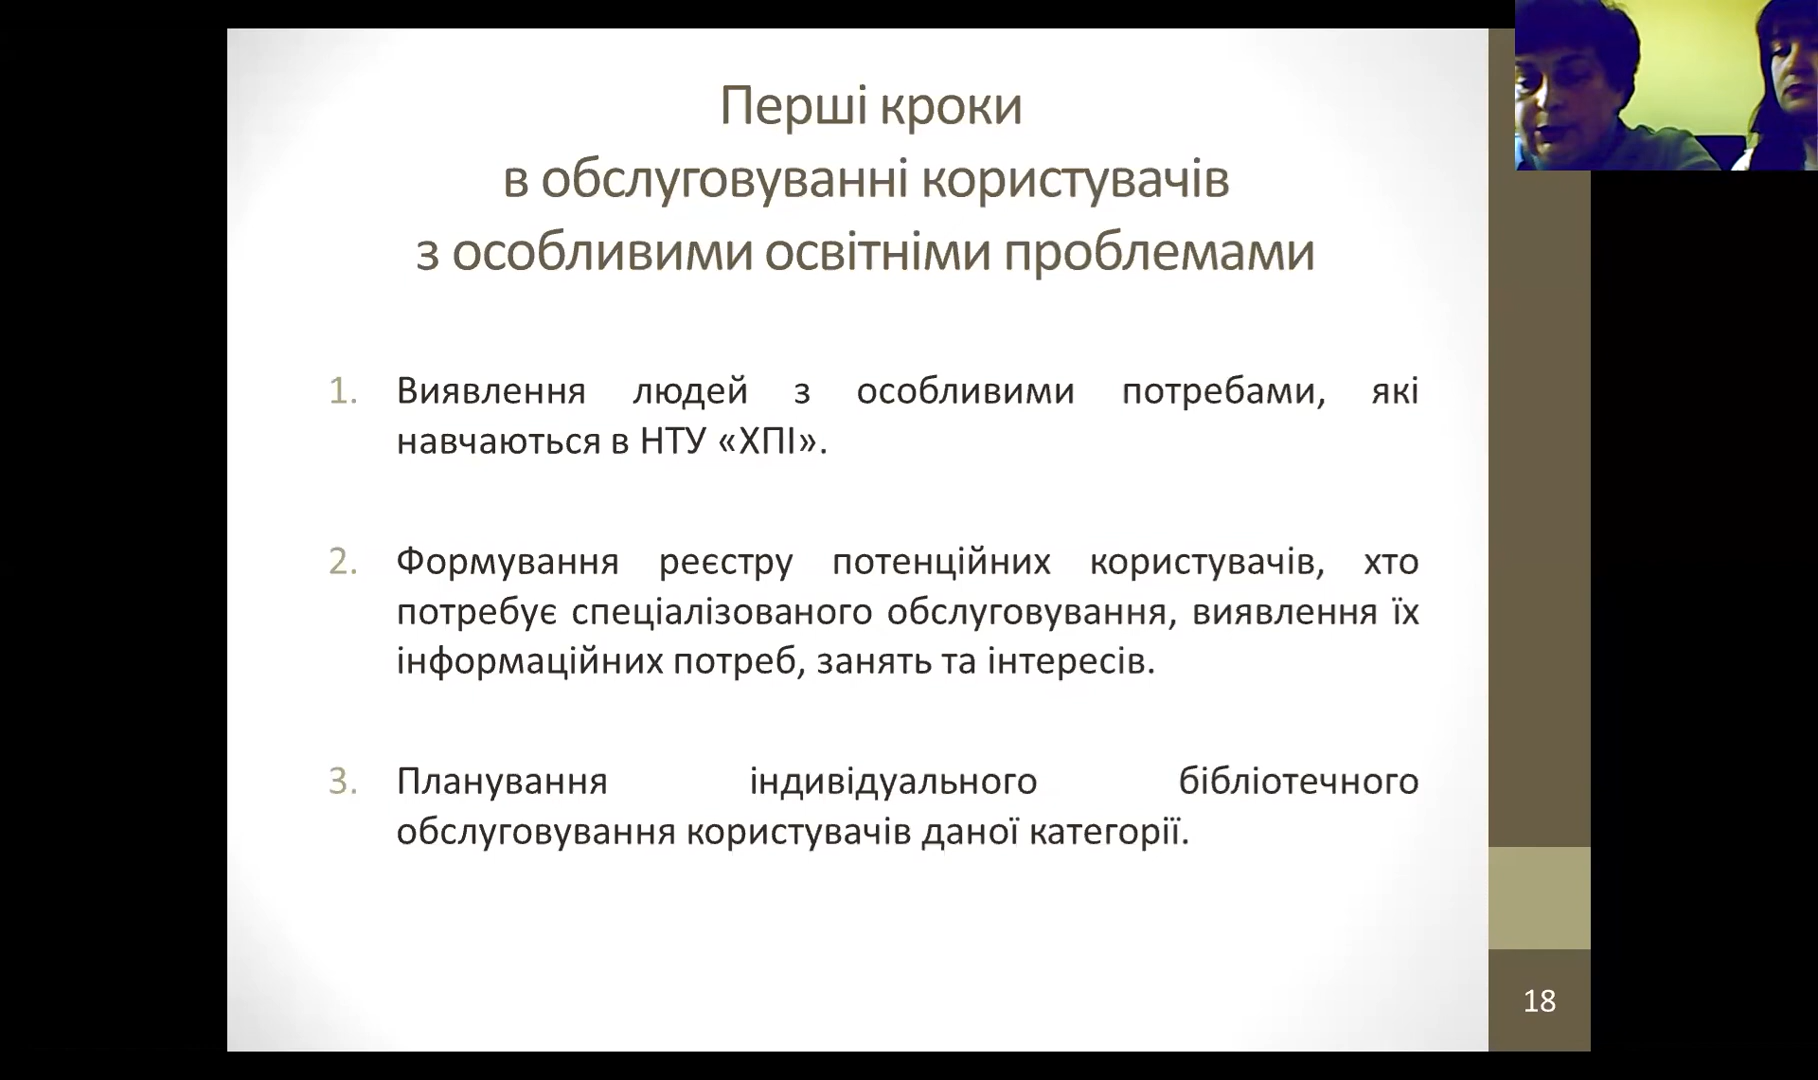 Перші кроки
в обслуговуванні користувачів
з особливими освітніми проблемами
1. Виявлення людей з особливими потребами, які
навчаються в НТУ «ХПІ».
2. Формування реєстру потенційних користувачів, хто
потребує спеціалізованого обслуговування, виявлення їх
інформаційних потреб, занять та інтересів.
3. Планування індивідуального бібліотечного
обслуговування користувачів даної категорії.
18